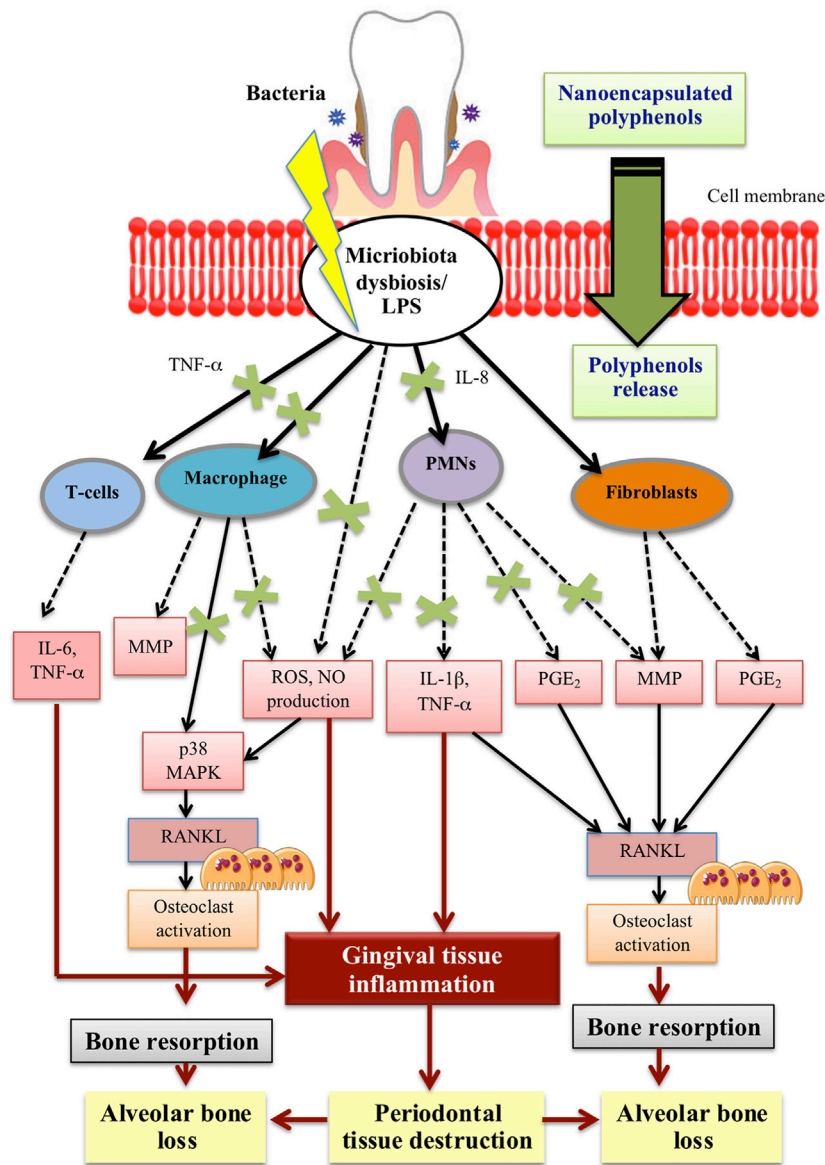 Bacteria
Nanoencapsulated
polyphenols
Cell membrane
Micriobiota
dysbiosis/
LPS
TNF-α
IL-8
Polyphenols
release
T-cells
Macrophage
PMNs
Fibroblasts
IL-6,
TNF-α
MMP
ROS, NO
production
IL-1β,
TNF-α
PGE₂
MMP
PGE₂
p38
MAPK
RANKL
RANKL
Osteoclast
activation
Osteoclast
activation
Gingival tissue
inflammation
Bone resorption
Bone resorption
Alveolar bone
loss
Periodontal
tissue destruction
Alveolar bone
loss